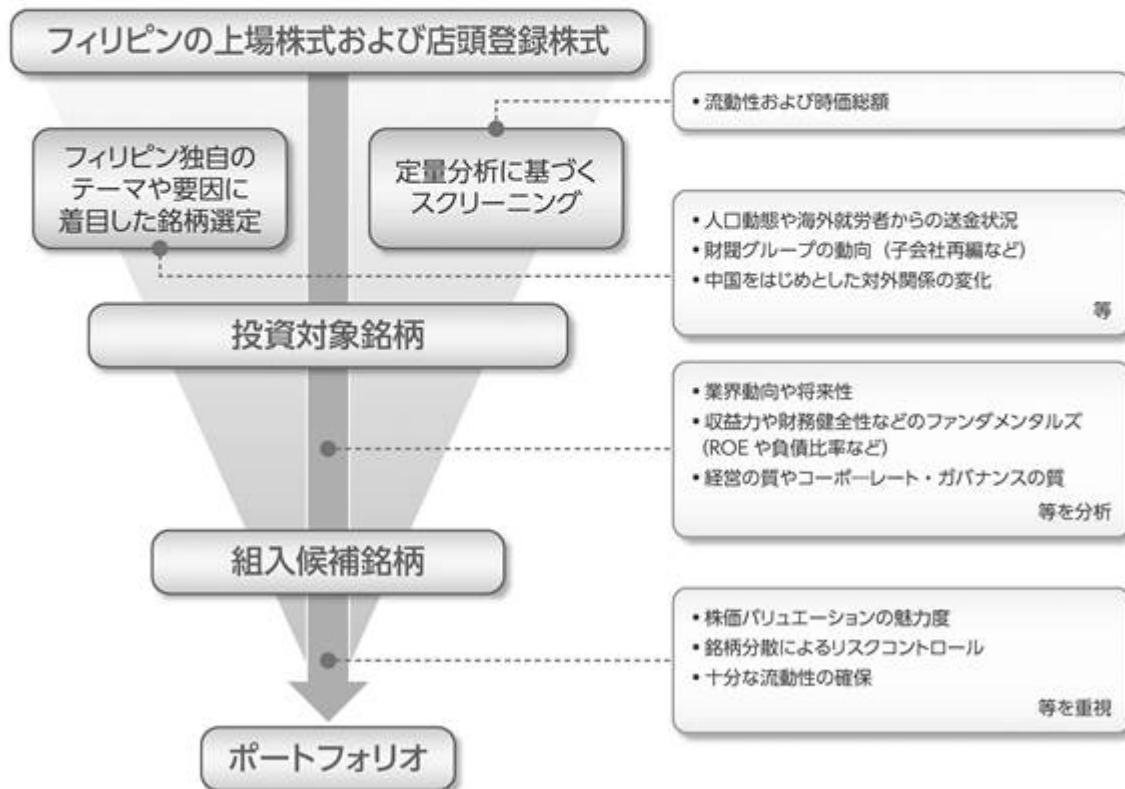 フィリピンの上場株式および店頭登録株式
フィリピン独自の
テーマや要因に
着目した銘柄選定
定量分析に基づく
スクリーニング
• 流動性および時価総額
• 人口動態や海外就労者からの送金状況
• 財閥グループの動向（子会社再編など）
• 中国をはじめとした対外関係の変化
等
投資対象銘柄
• 業界動向や将来性
• 収益力や財務健全性などのファンダメンタルズ
（ROE や負債比率など）
• 経営の質やコーポーレート・ガバナンスの質
等を分析
組入候補銘柄
• 株価バリュエーションの魅力度
• 銘柄分散によるリスクコントロール
• 十分な流動性の確保
等を重視
ポートフォリオ